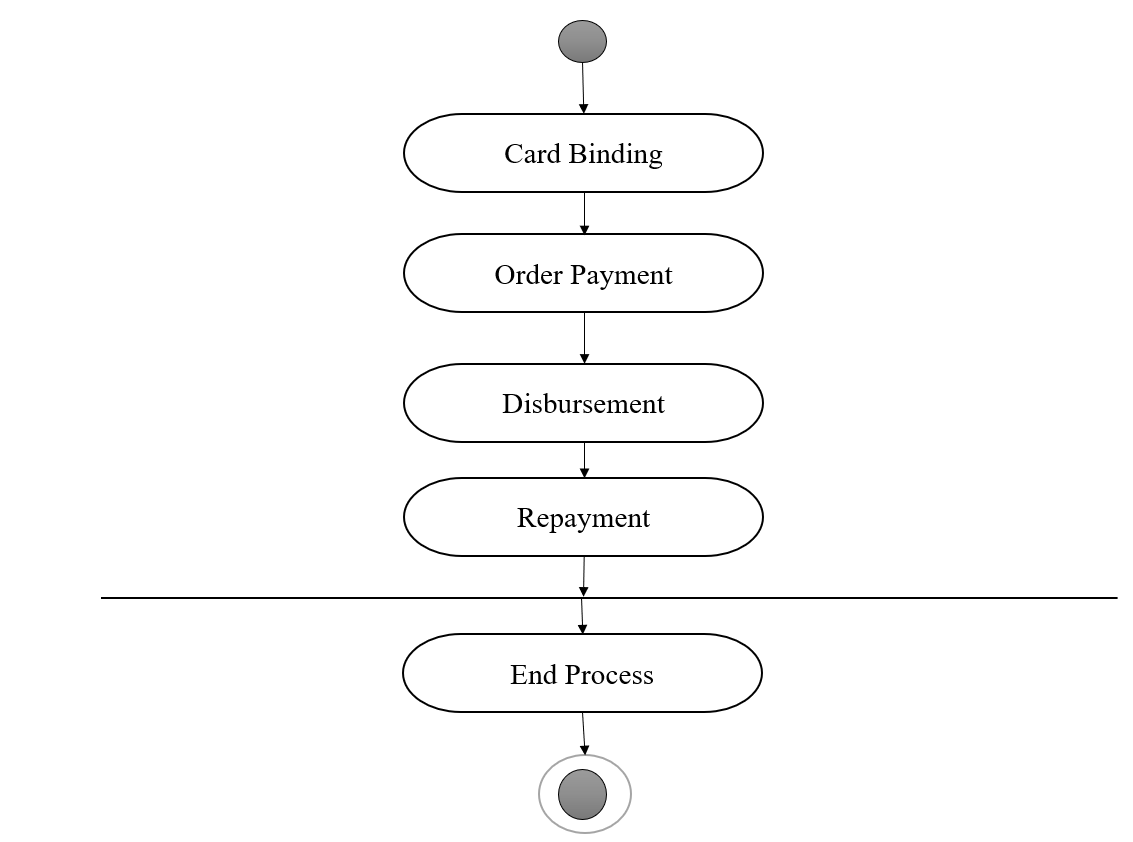 Card Binding
Order Payment
Disbursement
Repayment
End Process